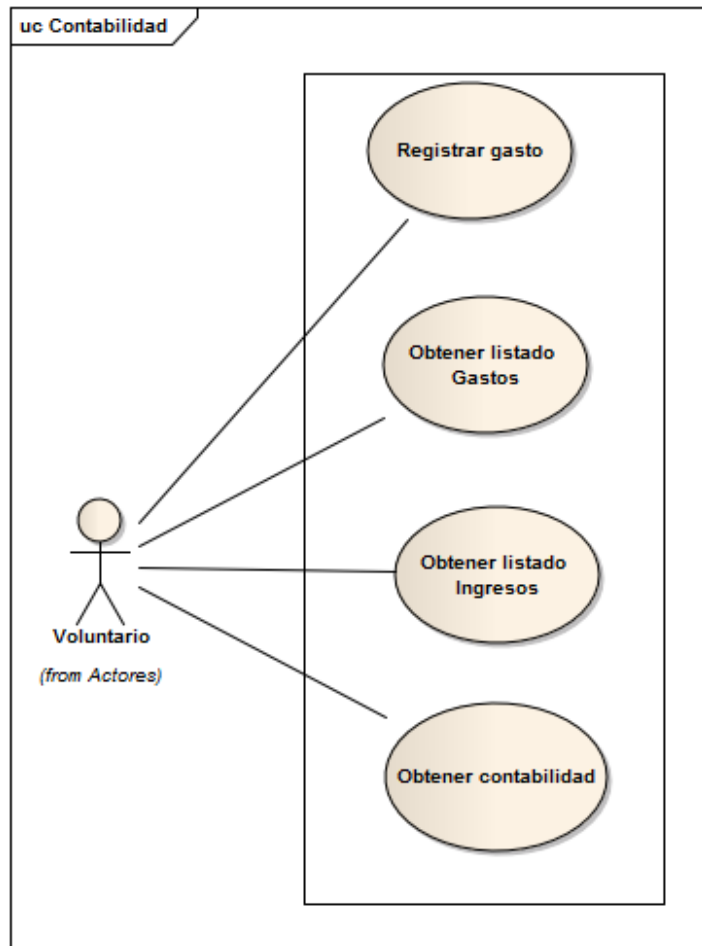 uc Contabilidad
Registrar gasto
Obtener listado
Gastos
Obtener listado
Ingresos
Voluntario
(from Actores)
Obtener contabilidad